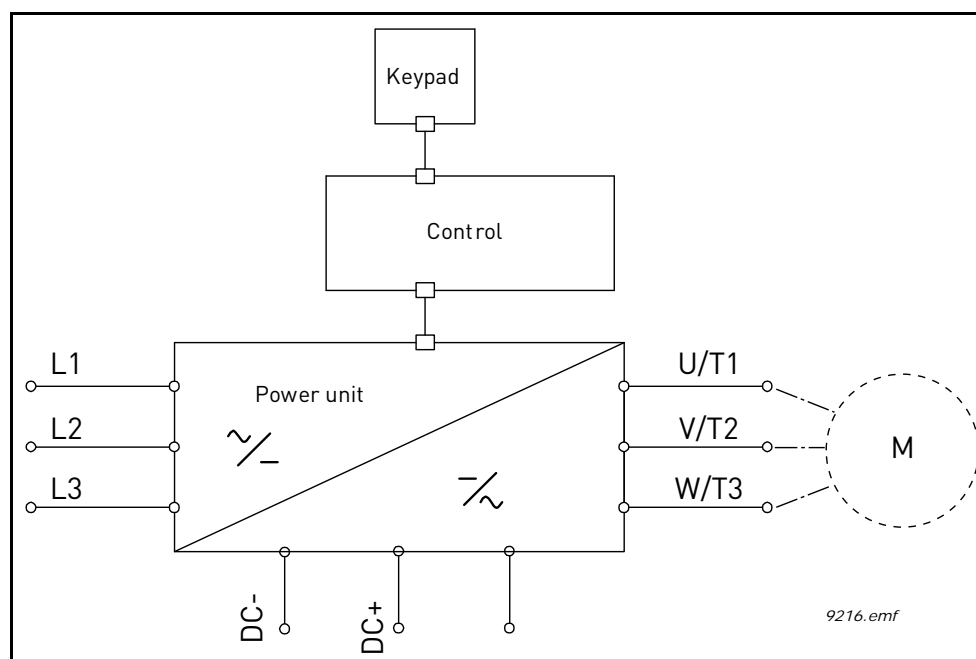 Keypad
Control
L1
L2
L3
Power unit
U/T1
V/T2
W/T3
M
DC-
DC+
9216.emf